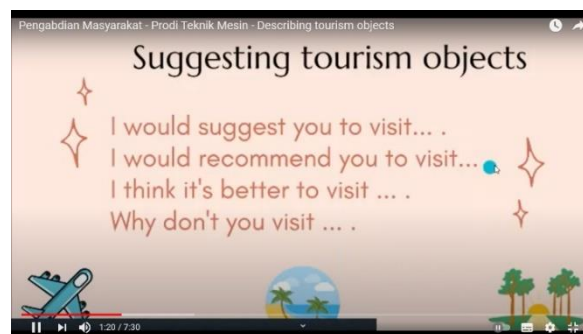 Pengabdian Masyarakat - Prodi Teknik Mesin - Describing tourism objects
Suggesting tourism objects
I would suggest you to visit... .
I would recommend you to visit...
I think it's better to visit ... .
Why don't you visit ... .
1:20 / 7:30